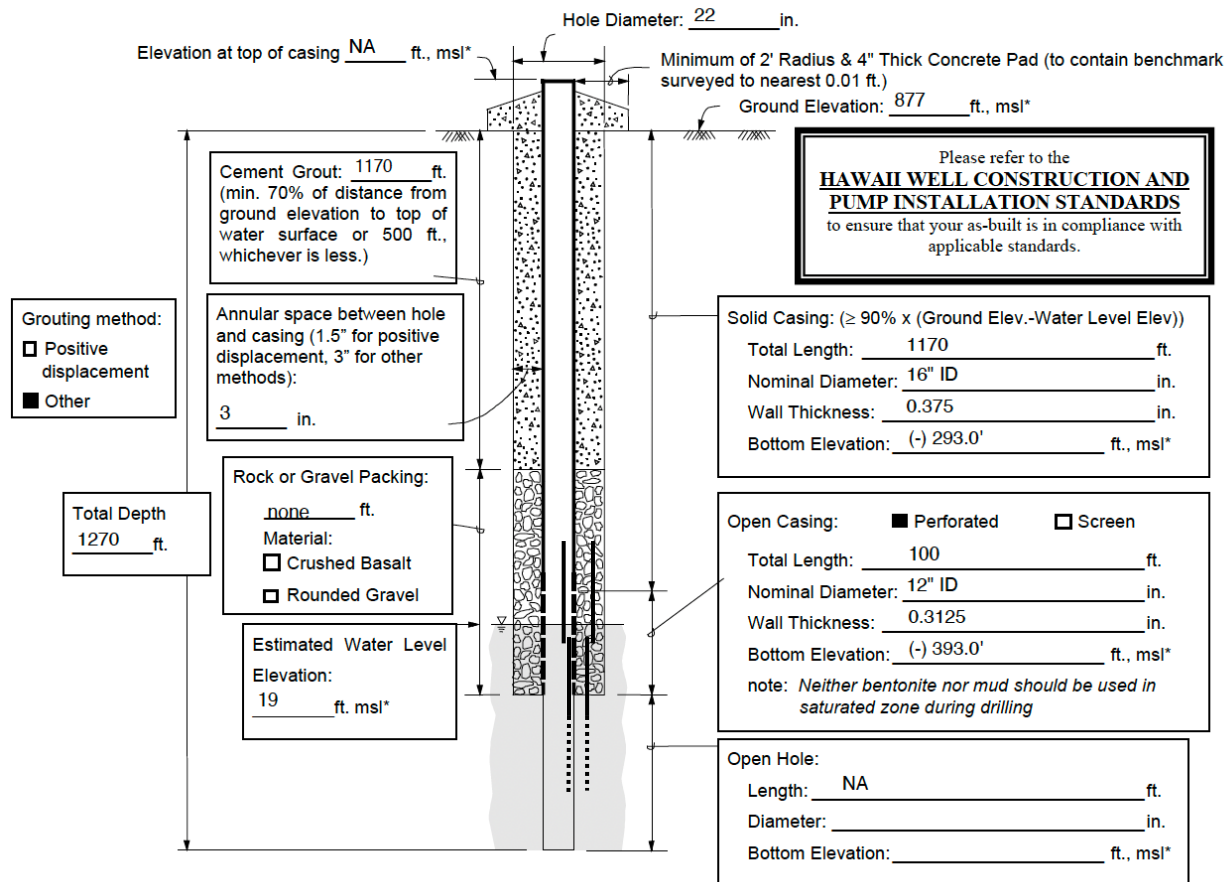 Hole Diameter: 22 in.
Elevation at top of casing NA ft., msl*
Minimum of 2' Radius & 4" Thick Concrete Pad (to contain benchmark
surveyed to nearest 0.01 ft.)
Ground Elevation: 877 ft., msl*
Please refer to the
HAWAII WELL CONSTRUCTION AND
PUMP INSTALLATION STANDARDS
to ensure that your as-built is in compliance with
applicable standards.
Cement Grout: 1170 ft.
(min. 70% of distance from
ground elevation to top of
water surface or 500 ft.,
whichever is less.)
Grouting method:
Positive
displacement
Other
Annular space between hole
and casing (1.5" for positive
displacement, 3" for other
methods):
3 in.
Solid Casing: (≥ 90% x (Ground Elev.-Water Level Elev))
Total Length: 1170 ft.
Nominal Diameter: 16" ID in.
Wall Thickness: 0.375 in.
Bottom Elevation: (-) 293.0' ft., msl*
Rock or Gravel Packing:
none ft.
Material:
Crushed Basalt
Rounded Gravel
Total Depth
1270 ft.
Open Casing: Perforated Screen
Total Length: 100 ft.
Nominal Diameter: 12" ID in.
Wall Thickness: 0.3125 in.
Bottom Elevation: (-) 393.0' ft., msl*
note: Neither bentonite nor mud should be used in
saturated zone during drilling
Estimated Water Level
Elevation:
19 ft. msl*
Open Hole:
Length: NA ft.
Diameter: in.
Bottom Elevation: ft., msl*